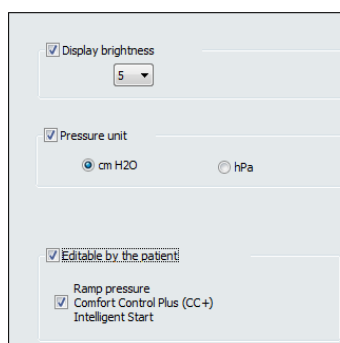 Display brightness
5
Pressure unit
cm H2O
hPa
Editable by the patient
Ramp pressure
Comfort Control Plus (CC+)
Intelligent Start